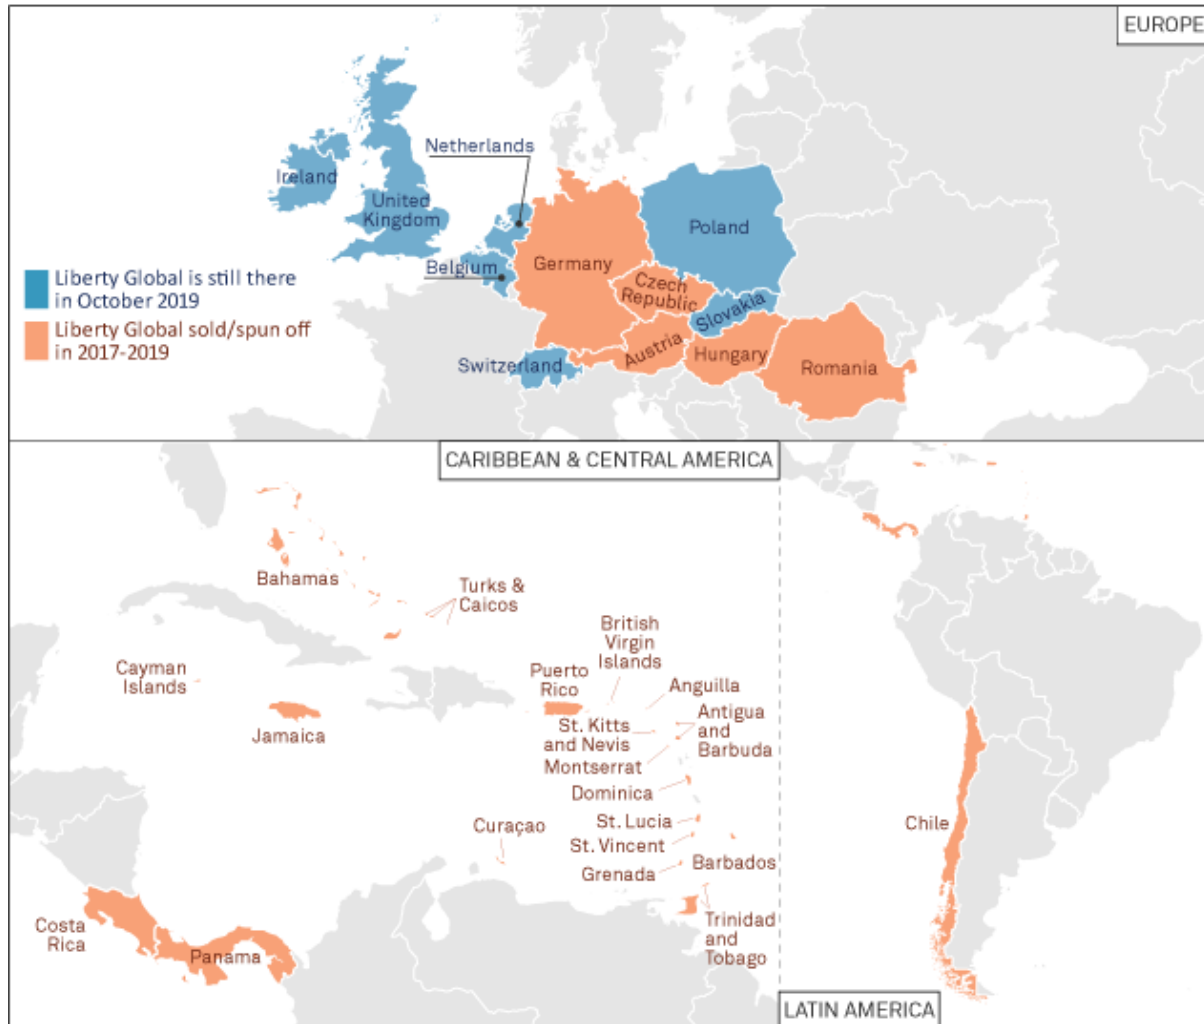 EUROPE
Netherlands
Ireland
United
Kingdom
Poland
Belgium
Germany
Czech
Republic
Slovakia
Liberty Global is still there
in October 2019
Liberty Global sold/spun off
in 2017-2019
Switzerland
Austria
Hungary
Romania
CARIBBEAN & CENTRAL AMERICA
Bahamas
Turks &
Caicos
British
Virgin
Islands
Cayman
Islands
Puerto
Rico
Anguilla
Jamaica
St. Kitts
and Nevis
Antigua
and
Barbuda
Montserrat
Dominica
Curaçao
St. Lucia
St. Vincent
Barbados
Grenada
Costa
Rica
Panama
Trinidad
and
Tobago
Chile
LATIN AMERICA